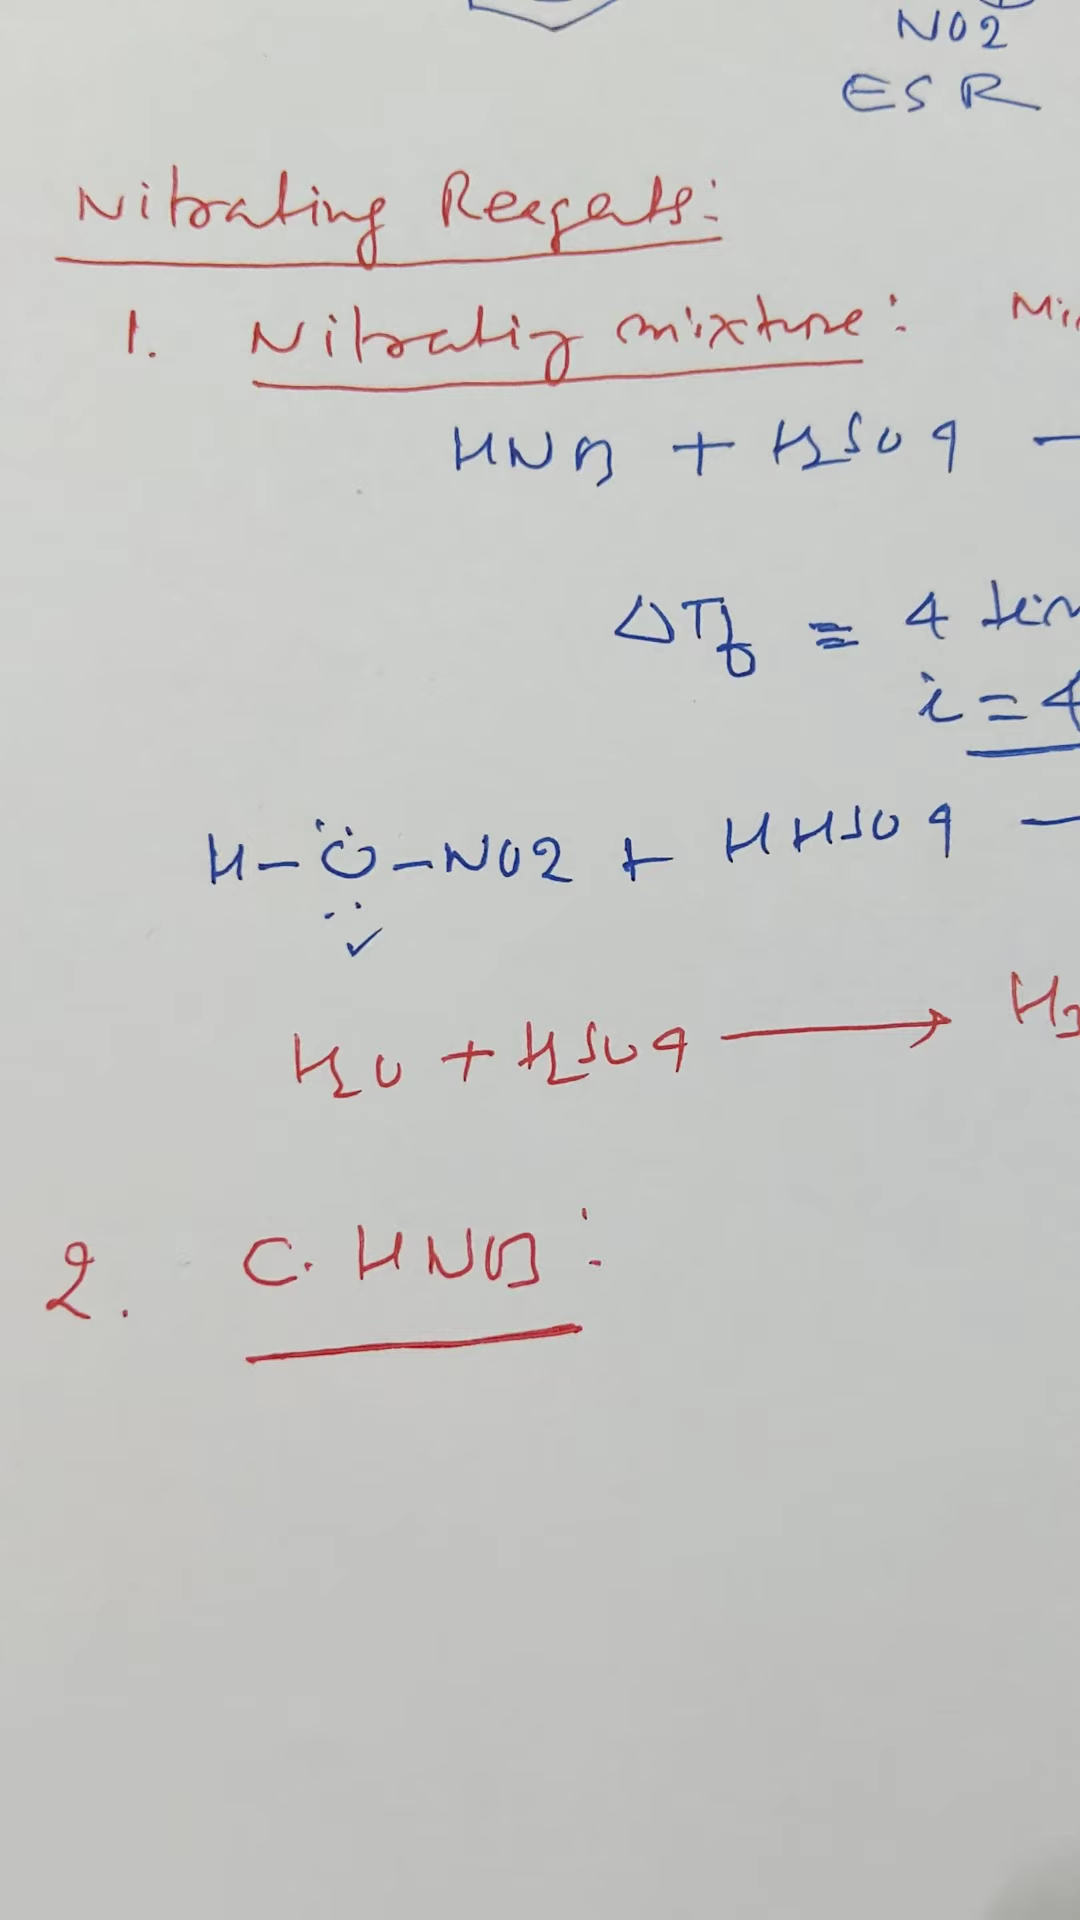 NO2
ESR
Nitrating Reagents:
1. Nitrating mixture:
HNO3 + H2SO4 —
ΔTf = 4 tim
i = 4
H–Ö–NO2 + HHSO4 —
H2O + H2SO4 ⟶ H3
2. C. HNO3: